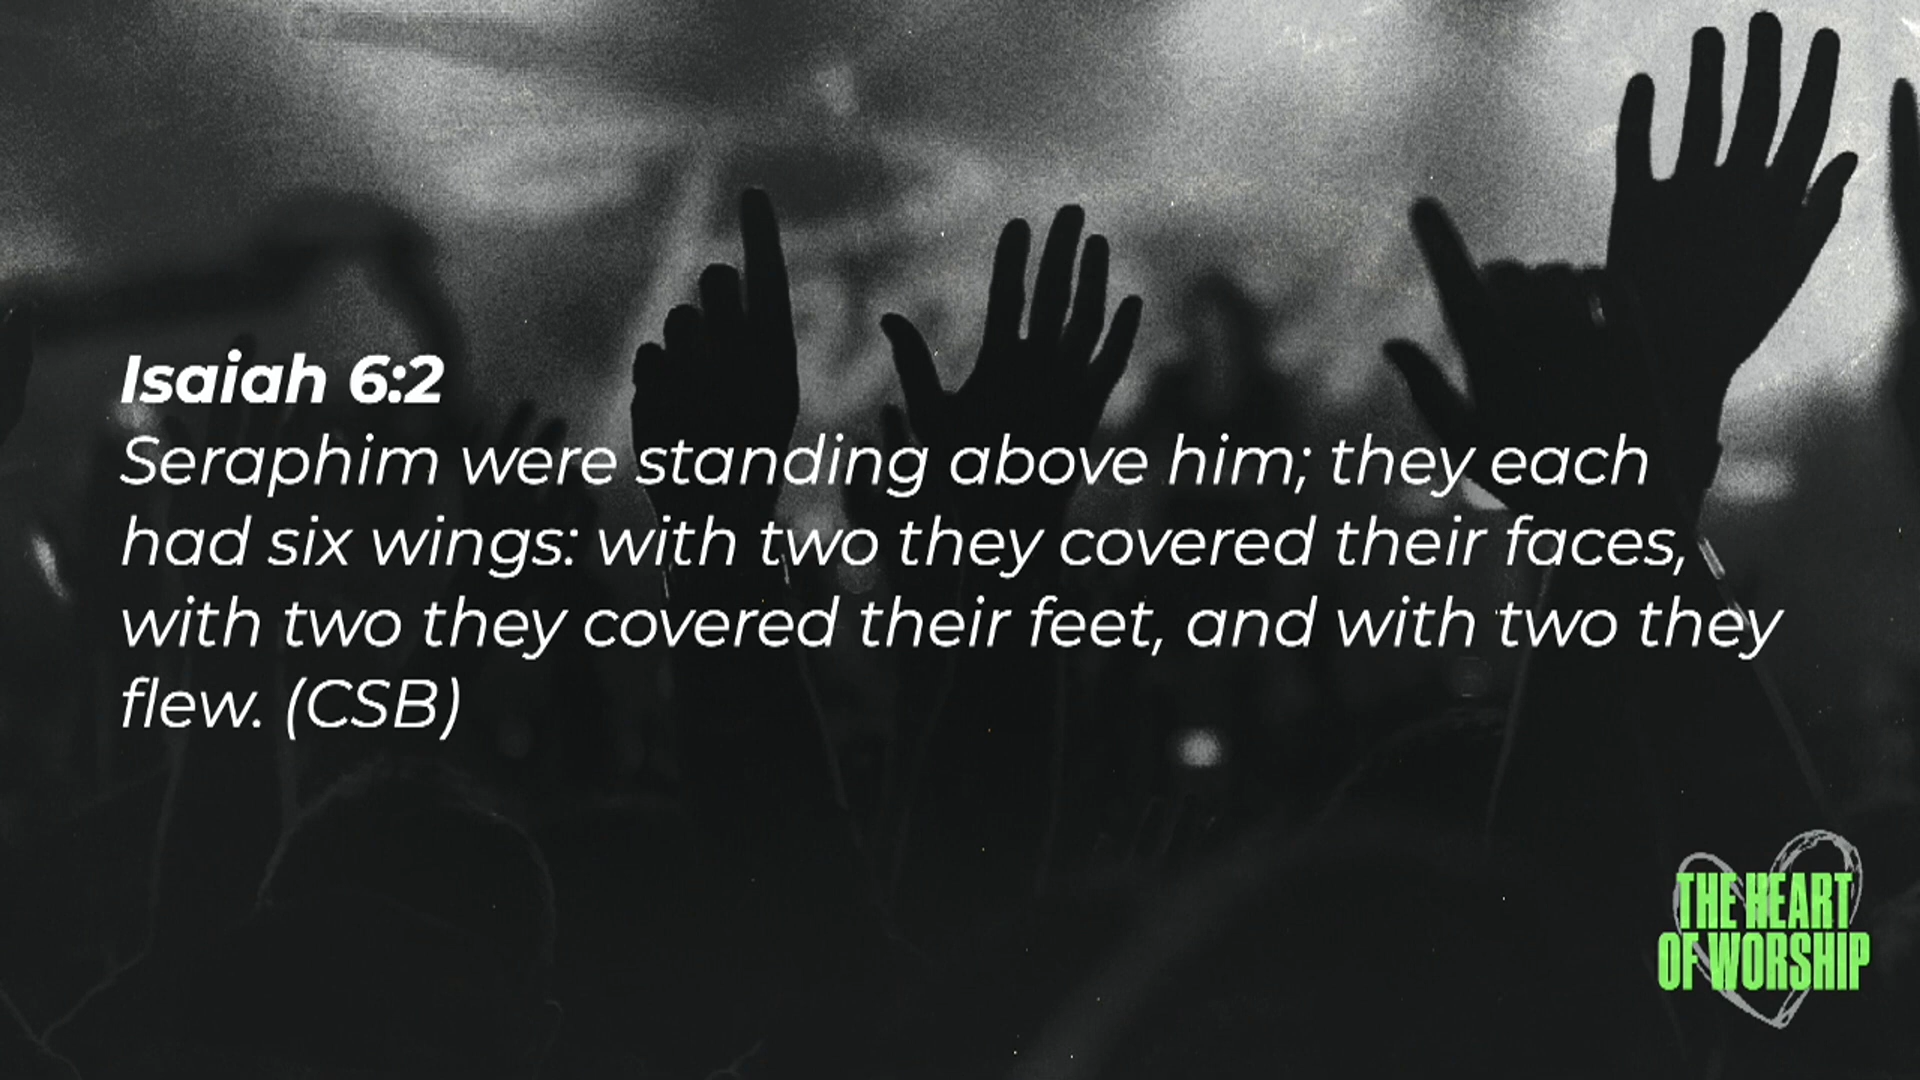 Isaiah 6:2
Seraphim were standing above him; they each
had six wings: with two they covered their faces,
with two they covered their feet, and with two they
flew. (CSB)
THE HEART
OF WORSHIP